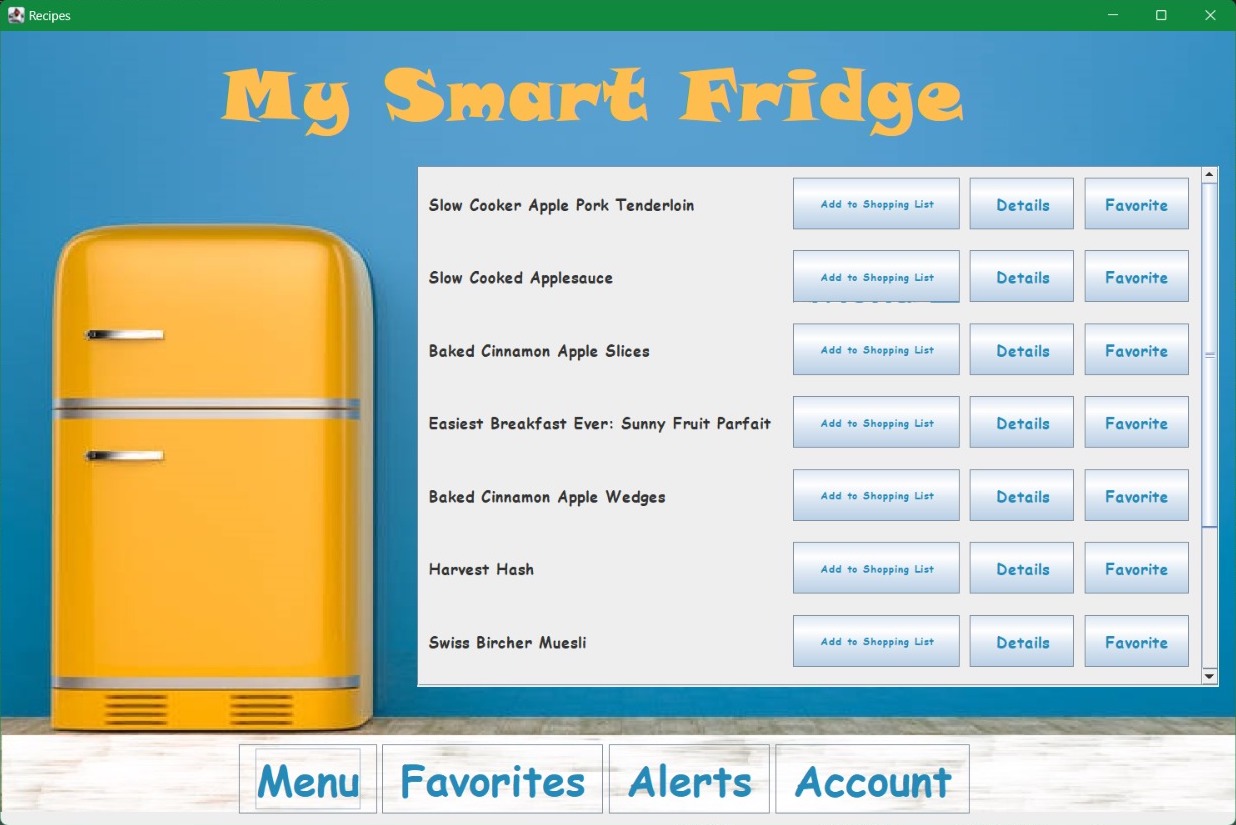 Recipes
My Smart Fridge
Slow Cooker Apple Pork Tenderloin Add to Shopping List Details Favorite
Slow Cooked Applesauce Add to Shopping List Details Favorite
Baked Cinnamon Apple Slices Add to Shopping List Details Favorite
Easiest Breakfast Ever: Sunny Fruit Parfait Add to Shopping List Details Favorite
Baked Cinnamon Apple Wedges Add to Shopping List Details Favorite
Harvest Hash Add to Shopping List Details Favorite
Swiss Bircher Muesli Add to Shopping List Details Favorite
Menu Favorites Alerts Account